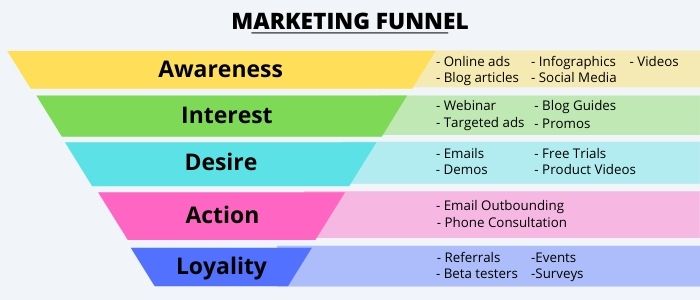 MARKETING FUNNEL
Awareness
- Online ads - Infographics - Videos
- Blog articles - Social Media
Interest
- Webinar - Blog Guides
- Targeted ads - Promos
Desire
- Emails - Free Trials
- Demos - Product Videos
Action
- Email Outbounding
- Phone Consultation
Loyality
- Referrals -Events
- Beta testers -Surveys